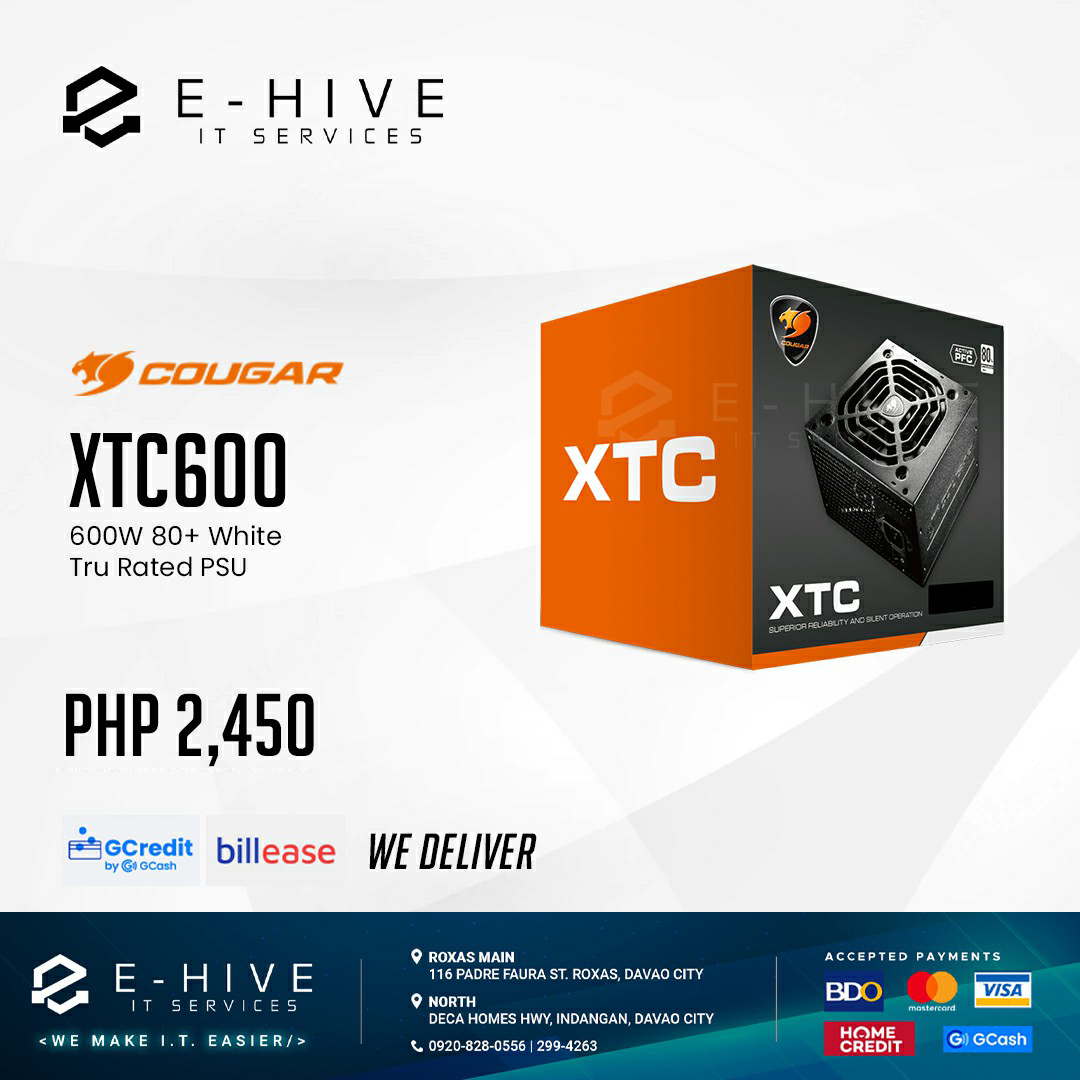 E-HIVE
IT SERVICES
COUGAR
XTC600
600W 80+ White
Tru Rated PSU
PHP 2,450
GCredit
by GCash
billease
WE DELIVER
XTC
COUGAR
ACTIVE
PFC
80
E-H
IT S
XTC
SUPERIOR RELIABILITY AND SILENT OPERATION
E-HIVE
IT SERVICES
<WE MAKE I.T. EASIER/>
ROXAS MAIN
116 PADRE FAURA ST. ROXAS, DAVAO CITY
NORTH
DECA HOMES HWY, INDANGAN, DAVAO CITY
0920-828-0556 | 299-4263
ACCEPTED PAYMENTS
BDO
mastercard
VISA
HOME
CREDIT
GCash